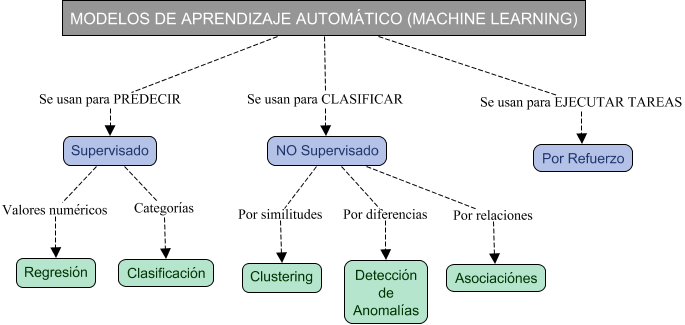 MODELOS DE APRENDIZAJE AUTOMÁTICO (MACHINE LEARNING)
Se usan para PREDECIR
Se usan para CLASIFICAR
Se usan para EJECUTAR TAREAS
Supervisado
NO Supervisado
Por Refuerzo
Valores numéricos
Categorías
Por similitudes
Por diferencias
Por relaciones
Regresión
Clasificación
Clustering
Detección
de
Anomalías
Asociaciónes